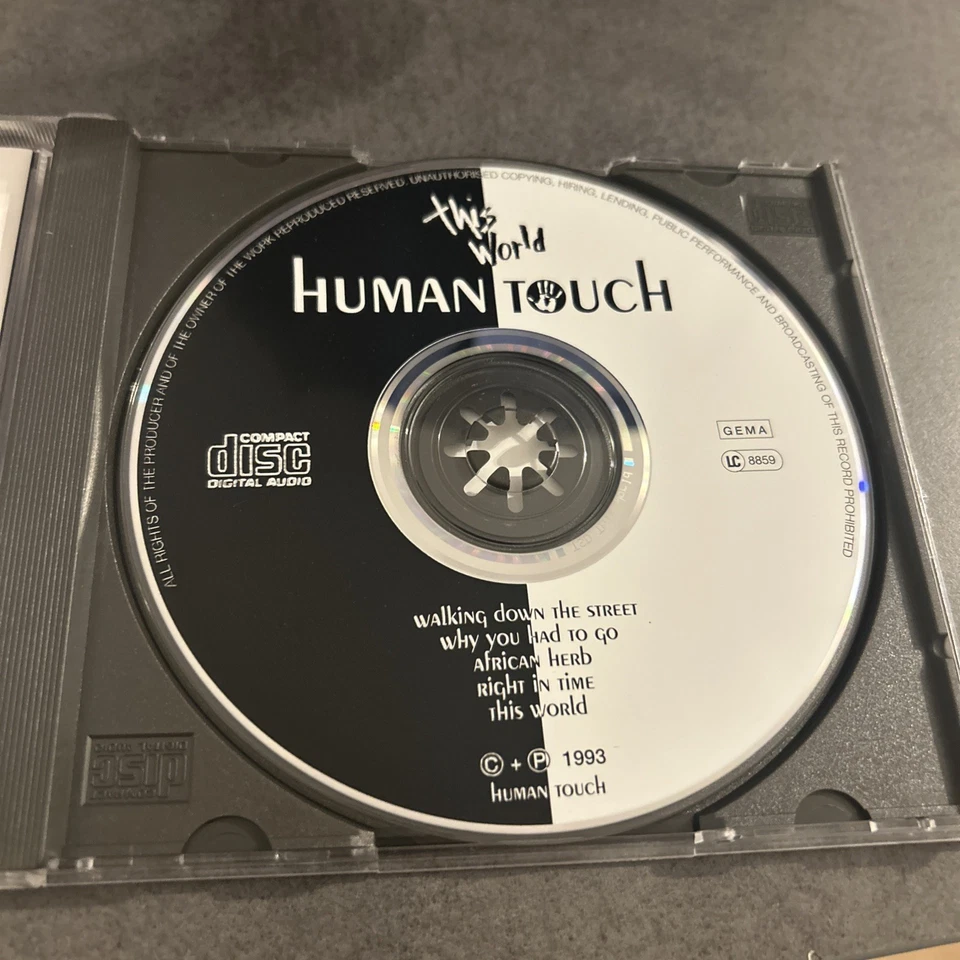 ALL RIGHTS OF THE PRODUCER AND OF THE OWNER OF THE WORK REPRODUCED RESERVED. UNAUTHORISED COPYING, HIRING, LENDING, PUBLIC PERFORMANCE AND BROADCASTING OF THIS RECORD PROHIBITED
This
World
HUMAN TOUCH
COMPACT
disc
DIGITAL AUDIO
GEMA
LC 8859
WALKING DOWN THE STREET
WHY YOU HAD TO GO
AFRICAN HERB
RIGHT IN TIME
THIS WORLD
© + ℗ 1993
HUMAN TOUCH